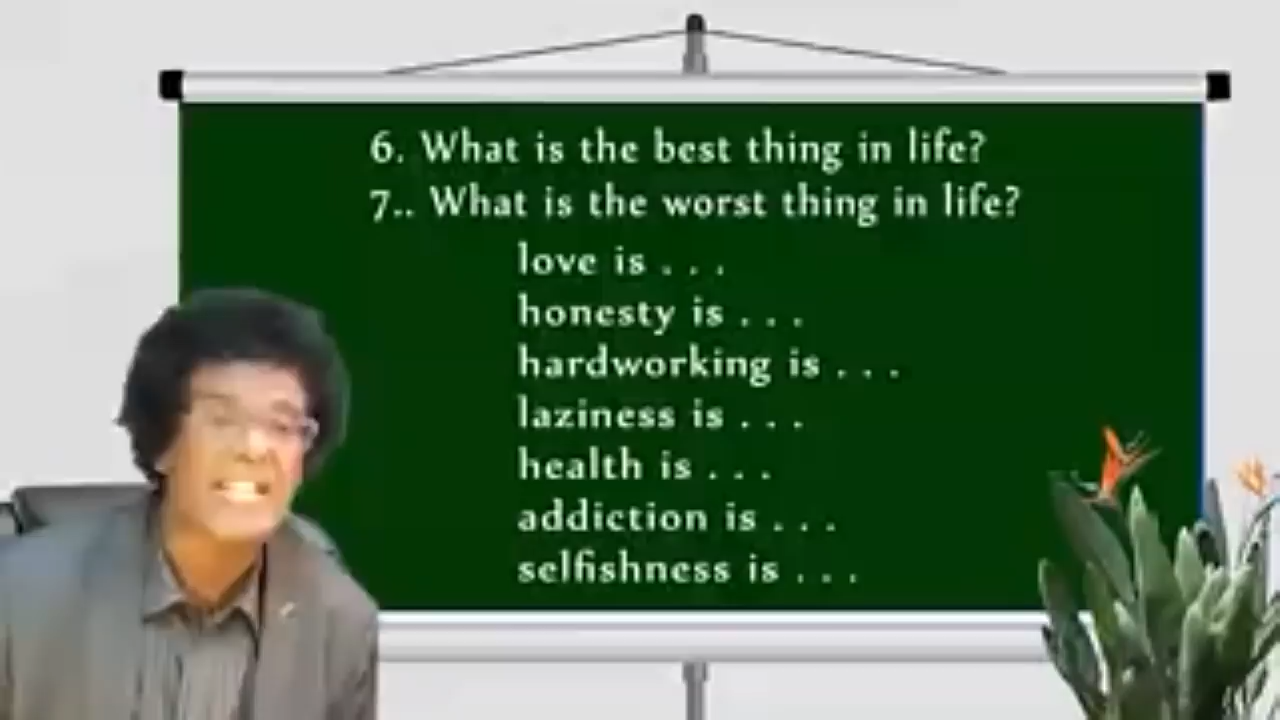 6. What is the best thing in life?
7.. What is the worst thing in life?
love is . . .
honesty is . . .
hardworking is . . .
laziness is . . .
health is . . .
addiction is . . .
selfishness is . . .